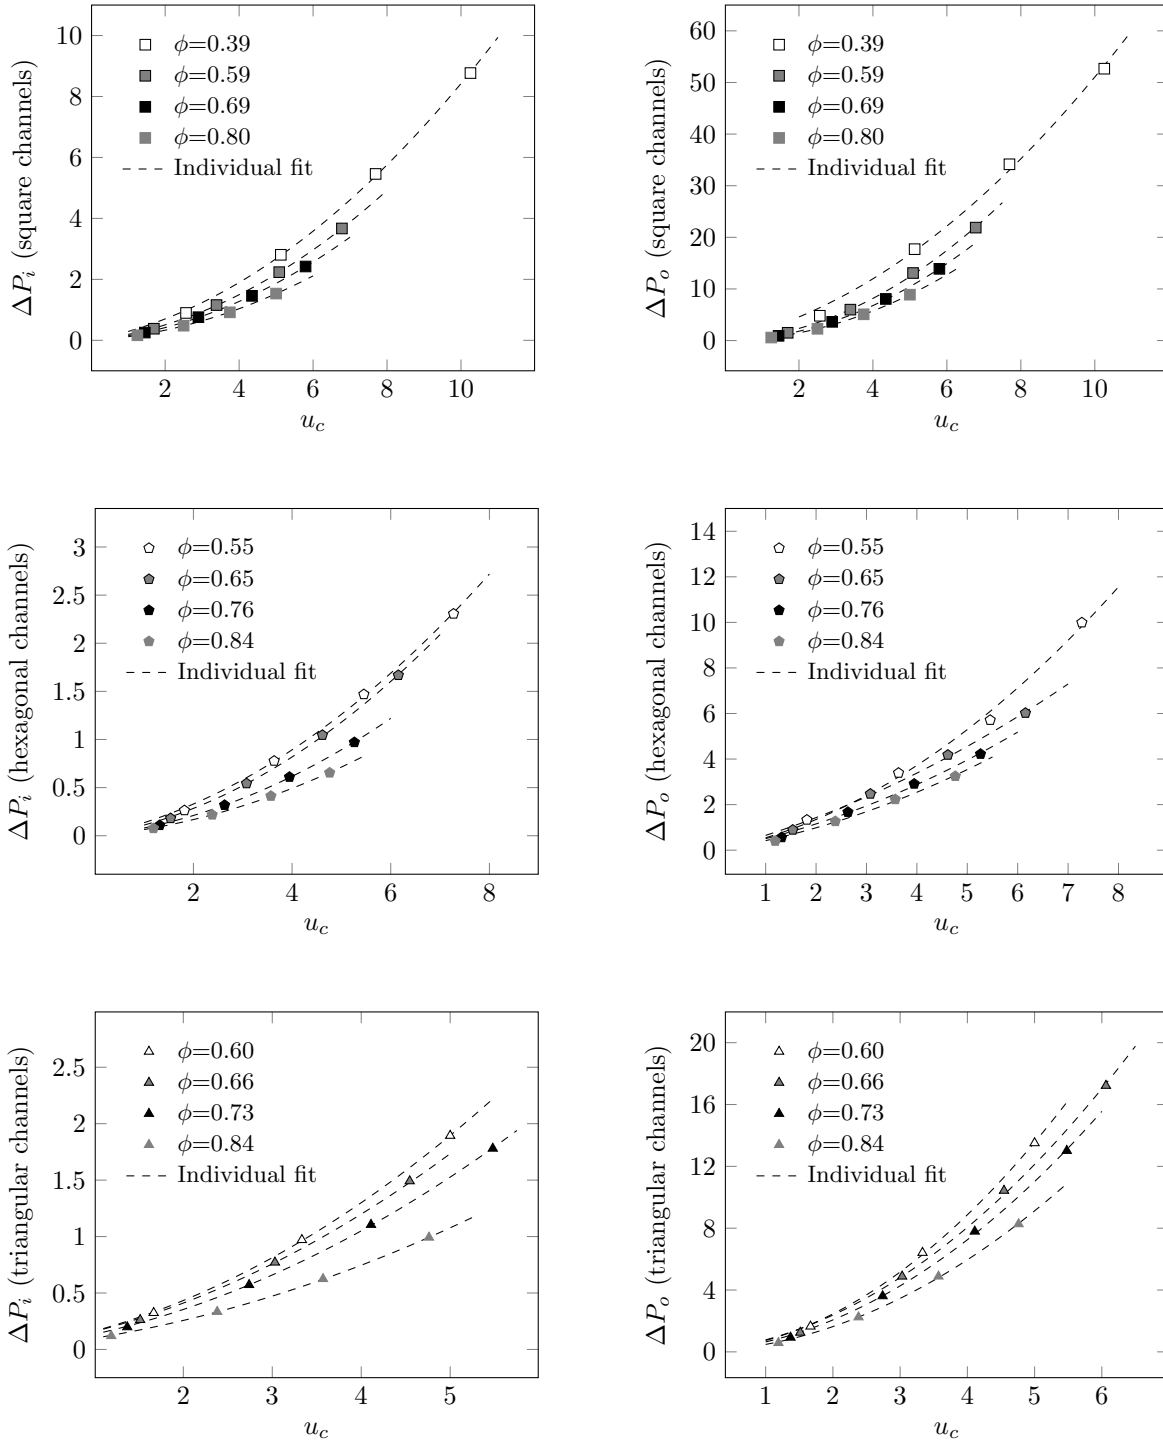 ΔP_i (square channels)
10
8
6
4
2
0
ϕ=0.39
ϕ=0.59
ϕ=0.69
ϕ=0.80
Individual fit
2 4 6 8 10
u_c
ΔP_o (square channels)
60
50
40
30
20
10
0
ϕ=0.39
ϕ=0.59
ϕ=0.69
ϕ=0.80
Individual fit
2 4 6 8 10
u_c
ΔP_i (hexagonal channels)
3
2.5
2
1.5
1
0.5
0
ϕ=0.55
ϕ=0.65
ϕ=0.76
ϕ=0.84
Individual fit
2 4 6 8
u_c
ΔP_o (hexagonal channels)
14
12
10
8
6
4
2
0
ϕ=0.55
ϕ=0.65
ϕ=0.76
ϕ=0.84
Individual fit
1 2 3 4 5 6 7 8
u_c
ΔP_i (triangular channels)
2.5
2
1.5
1
0.5
0
ϕ=0.60
ϕ=0.66
ϕ=0.73
ϕ=0.84
Individual fit
2 3 4 5
u_c
ΔP_o (triangular channels)
20
16
12
8
4
0
ϕ=0.60
ϕ=0.66
ϕ=0.73
ϕ=0.84
Individual fit
1 2 3 4 5 6
u_c